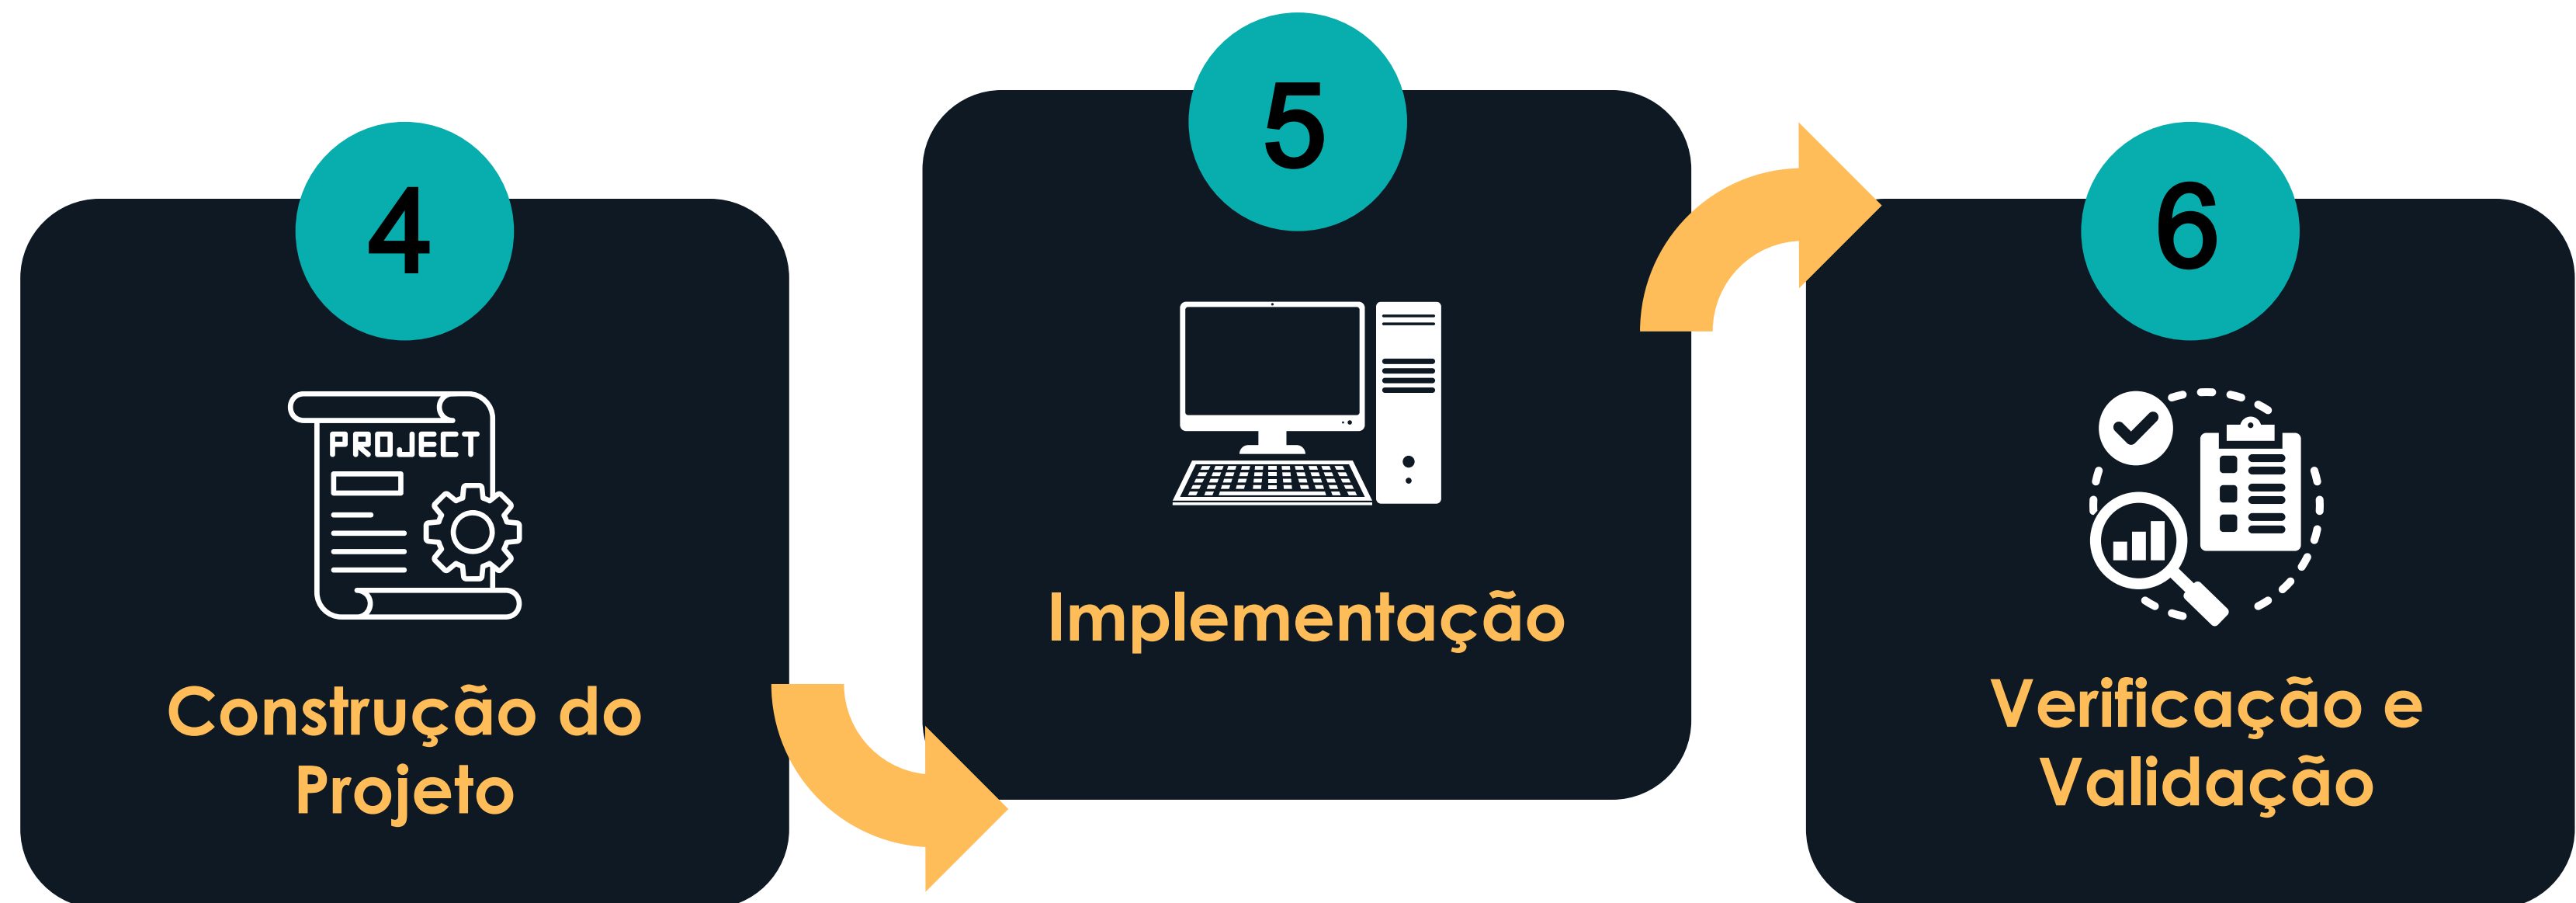 4
PROJECT
Construção do
Projeto
5
Implementação
6
Verificação e
Validação